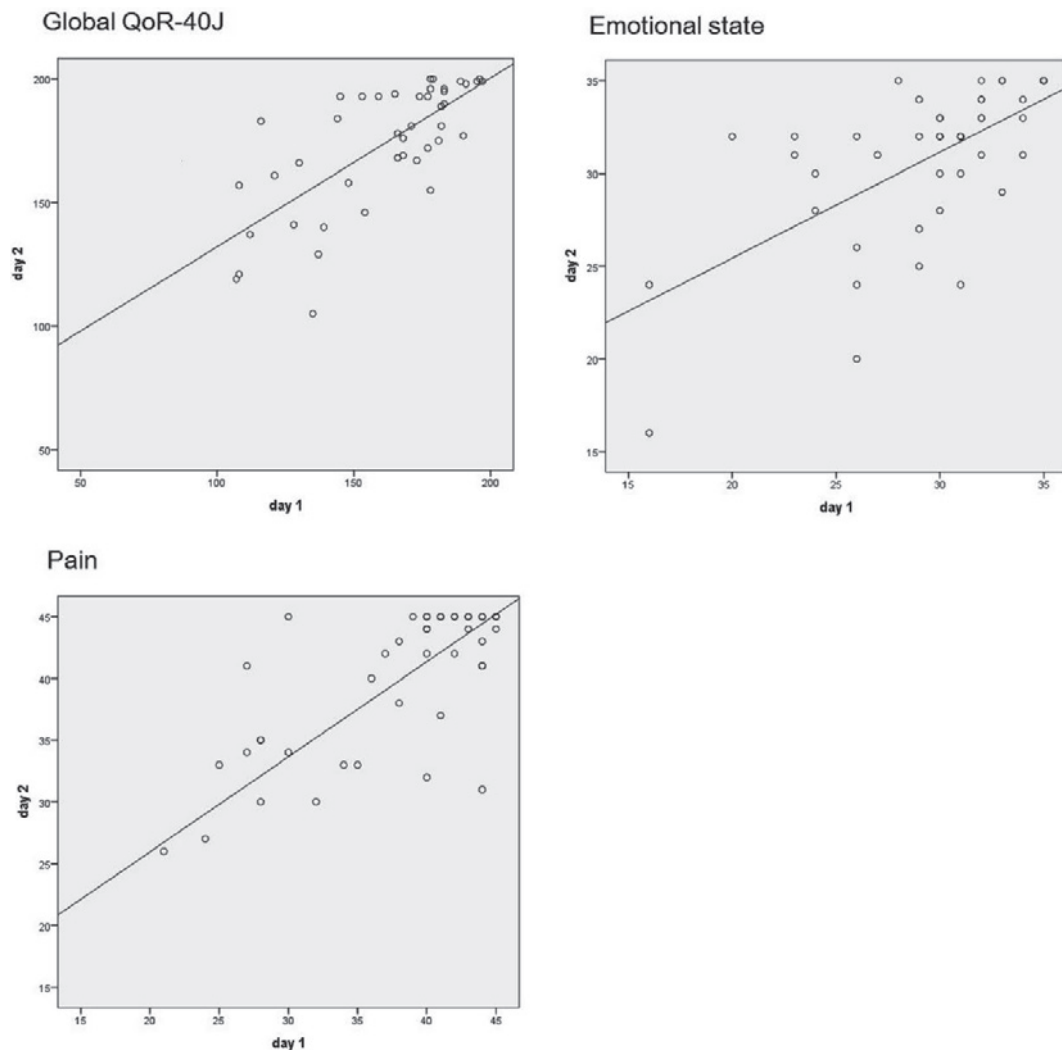 Global QoR-40J
200
150
100
50
day 2
50 100 150 200
day 1
Emotional state
35
30
25
20
15
day 2
15 20 25 30 35
day 1
Pain
45
40
35
30
25
20
15
day 2
15 20 25 30 35 40 45
day 1